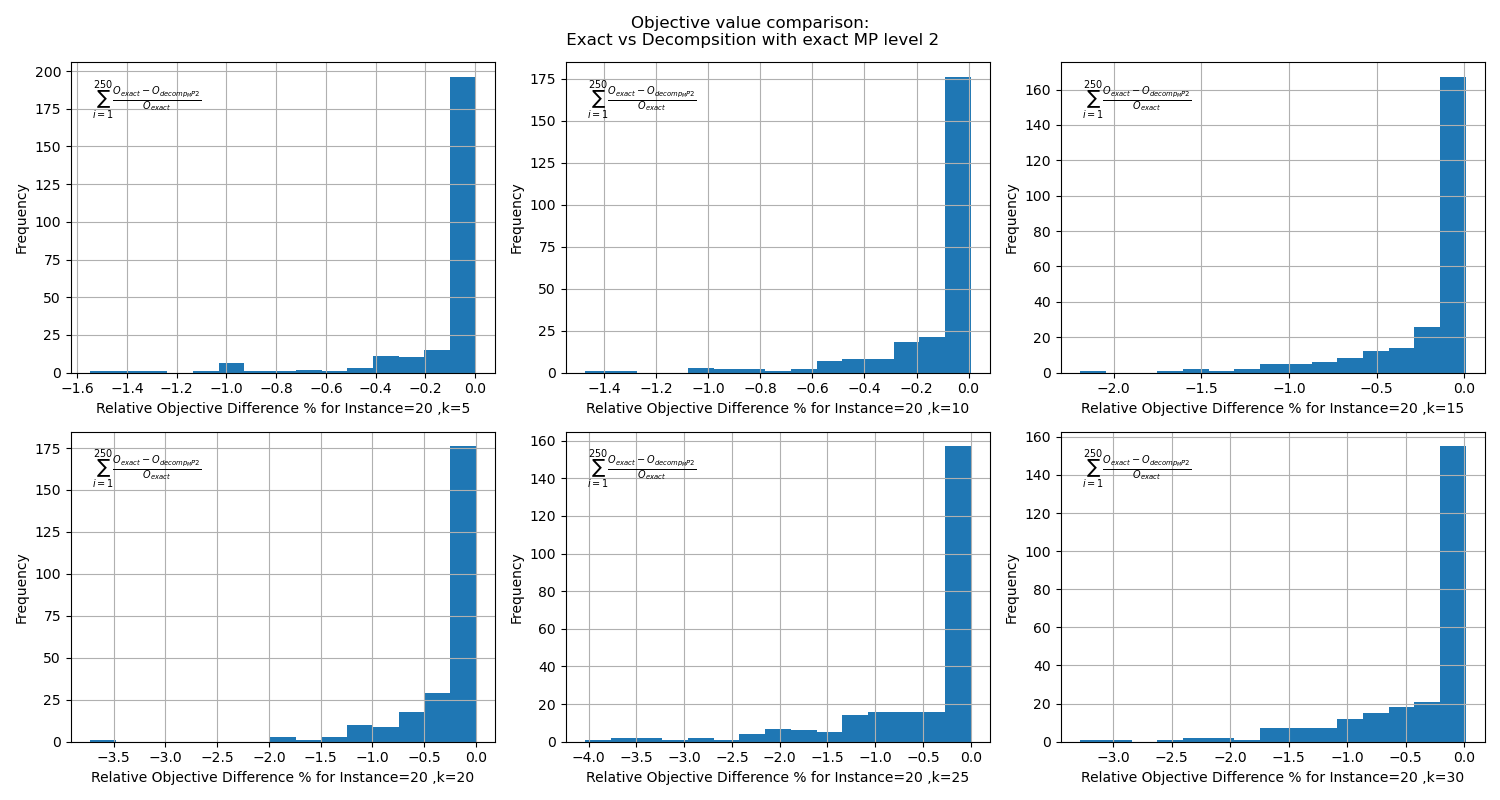 Objective value comparison:
Exact vs Decompsition with exact MP level 2
200
175
150
125
100
75
50
25
0
Frequency
250
∑ O_exact − O_decomp_MP2
i = 1 O_exact
−1.6 −1.4 −1.2 −1.0 −0.8 −0.6 −0.4 −0.2 0.0
Relative Objective Difference % for Instance=20 ,k=5
175
150
125
100
75
50
25
0
Frequency
250
∑ O_exact − O_decomp_MP2
i = 1 O_exact
−1.4 −1.2 −1.0 −0.8 −0.6 −0.4 −0.2 0.0
Relative Objective Difference % for Instance=20 ,k=10
160
140
120
100
80
60
40
20
0
Frequency
250
∑ O_exact − O_decomp_MP2
i = 1 O_exact
−2.0 −1.5 −1.0 −0.5 0.0
Relative Objective Difference % for Instance=20 ,k=15
175
150
125
100
75
50
25
0
Frequency
250
∑ O_exact − O_decomp_MP2
i = 1 O_exact
−3.5 −3.0 −2.5 −2.0 −1.5 −1.0 −0.5 0.0
Relative Objective Difference % for Instance=20 ,k=20
160
140
120
100
80
60
40
20
0
Frequency
250
∑ O_exact − O_decomp_MP2
i = 1 O_exact
−4.0 −3.5 −3.0 −2.5 −2.0 −1.5 −1.0 −0.5 0.0
Relative Objective Difference % for Instance=20 ,k=25
160
140
120
100
80
60
40
20
0
Frequency
250
∑ O_exact − O_decomp_MP2
i = 1 O_exact
−3.0 −2.5 −2.0 −1.5 −1.0 −0.5 0.0
Relative Objective Difference % for Instance=20 ,k=30